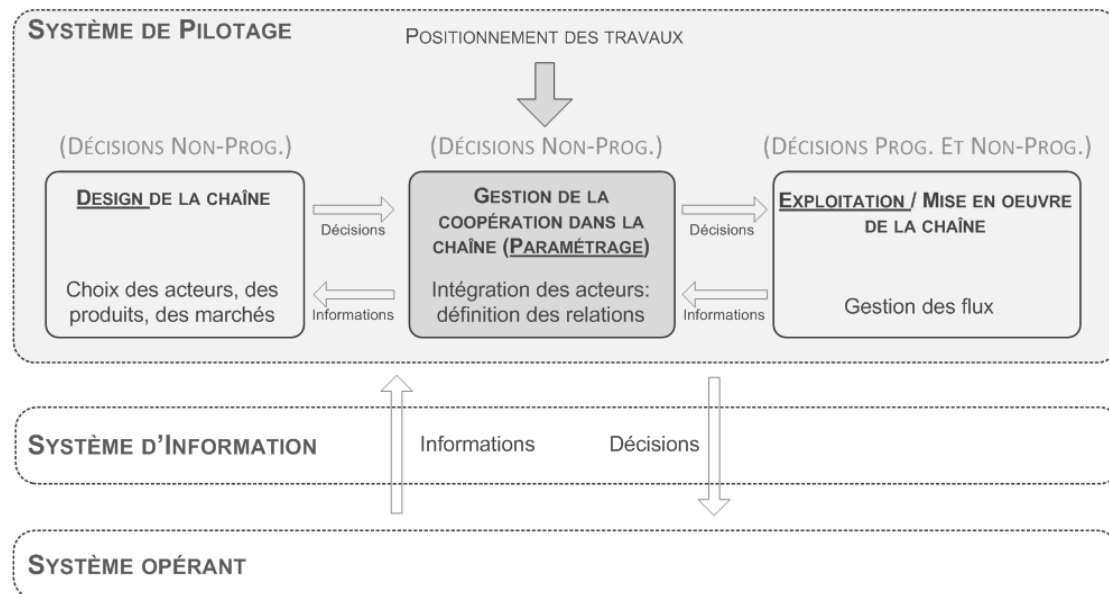 SYSTÈME DE PILOTAGE
POSITIONNEMENT DES TRAVAUX
(DÉCISIONS NON-PROG.)
(DÉCISIONS NON-PROG.)
(DÉCISIONS PROG. ET NON-PROG.)
DESIGN DE LA CHAÎNE
Choix des acteurs, des
produits, des marchés
Décisions
Informations
GESTION DE LA
COOPÉRATION DANS LA
CHAÎNE (PARAMÉTRAGE)
Intégration des acteurs:
définition des relations
Décisions
Informations
EXPLOITATION / MISE EN OEUVRE
DE LA CHAÎNE
Gestion des flux
SYSTÈME D’INFORMATION
Informations
Décisions
SYSTÈME OPÉRANT